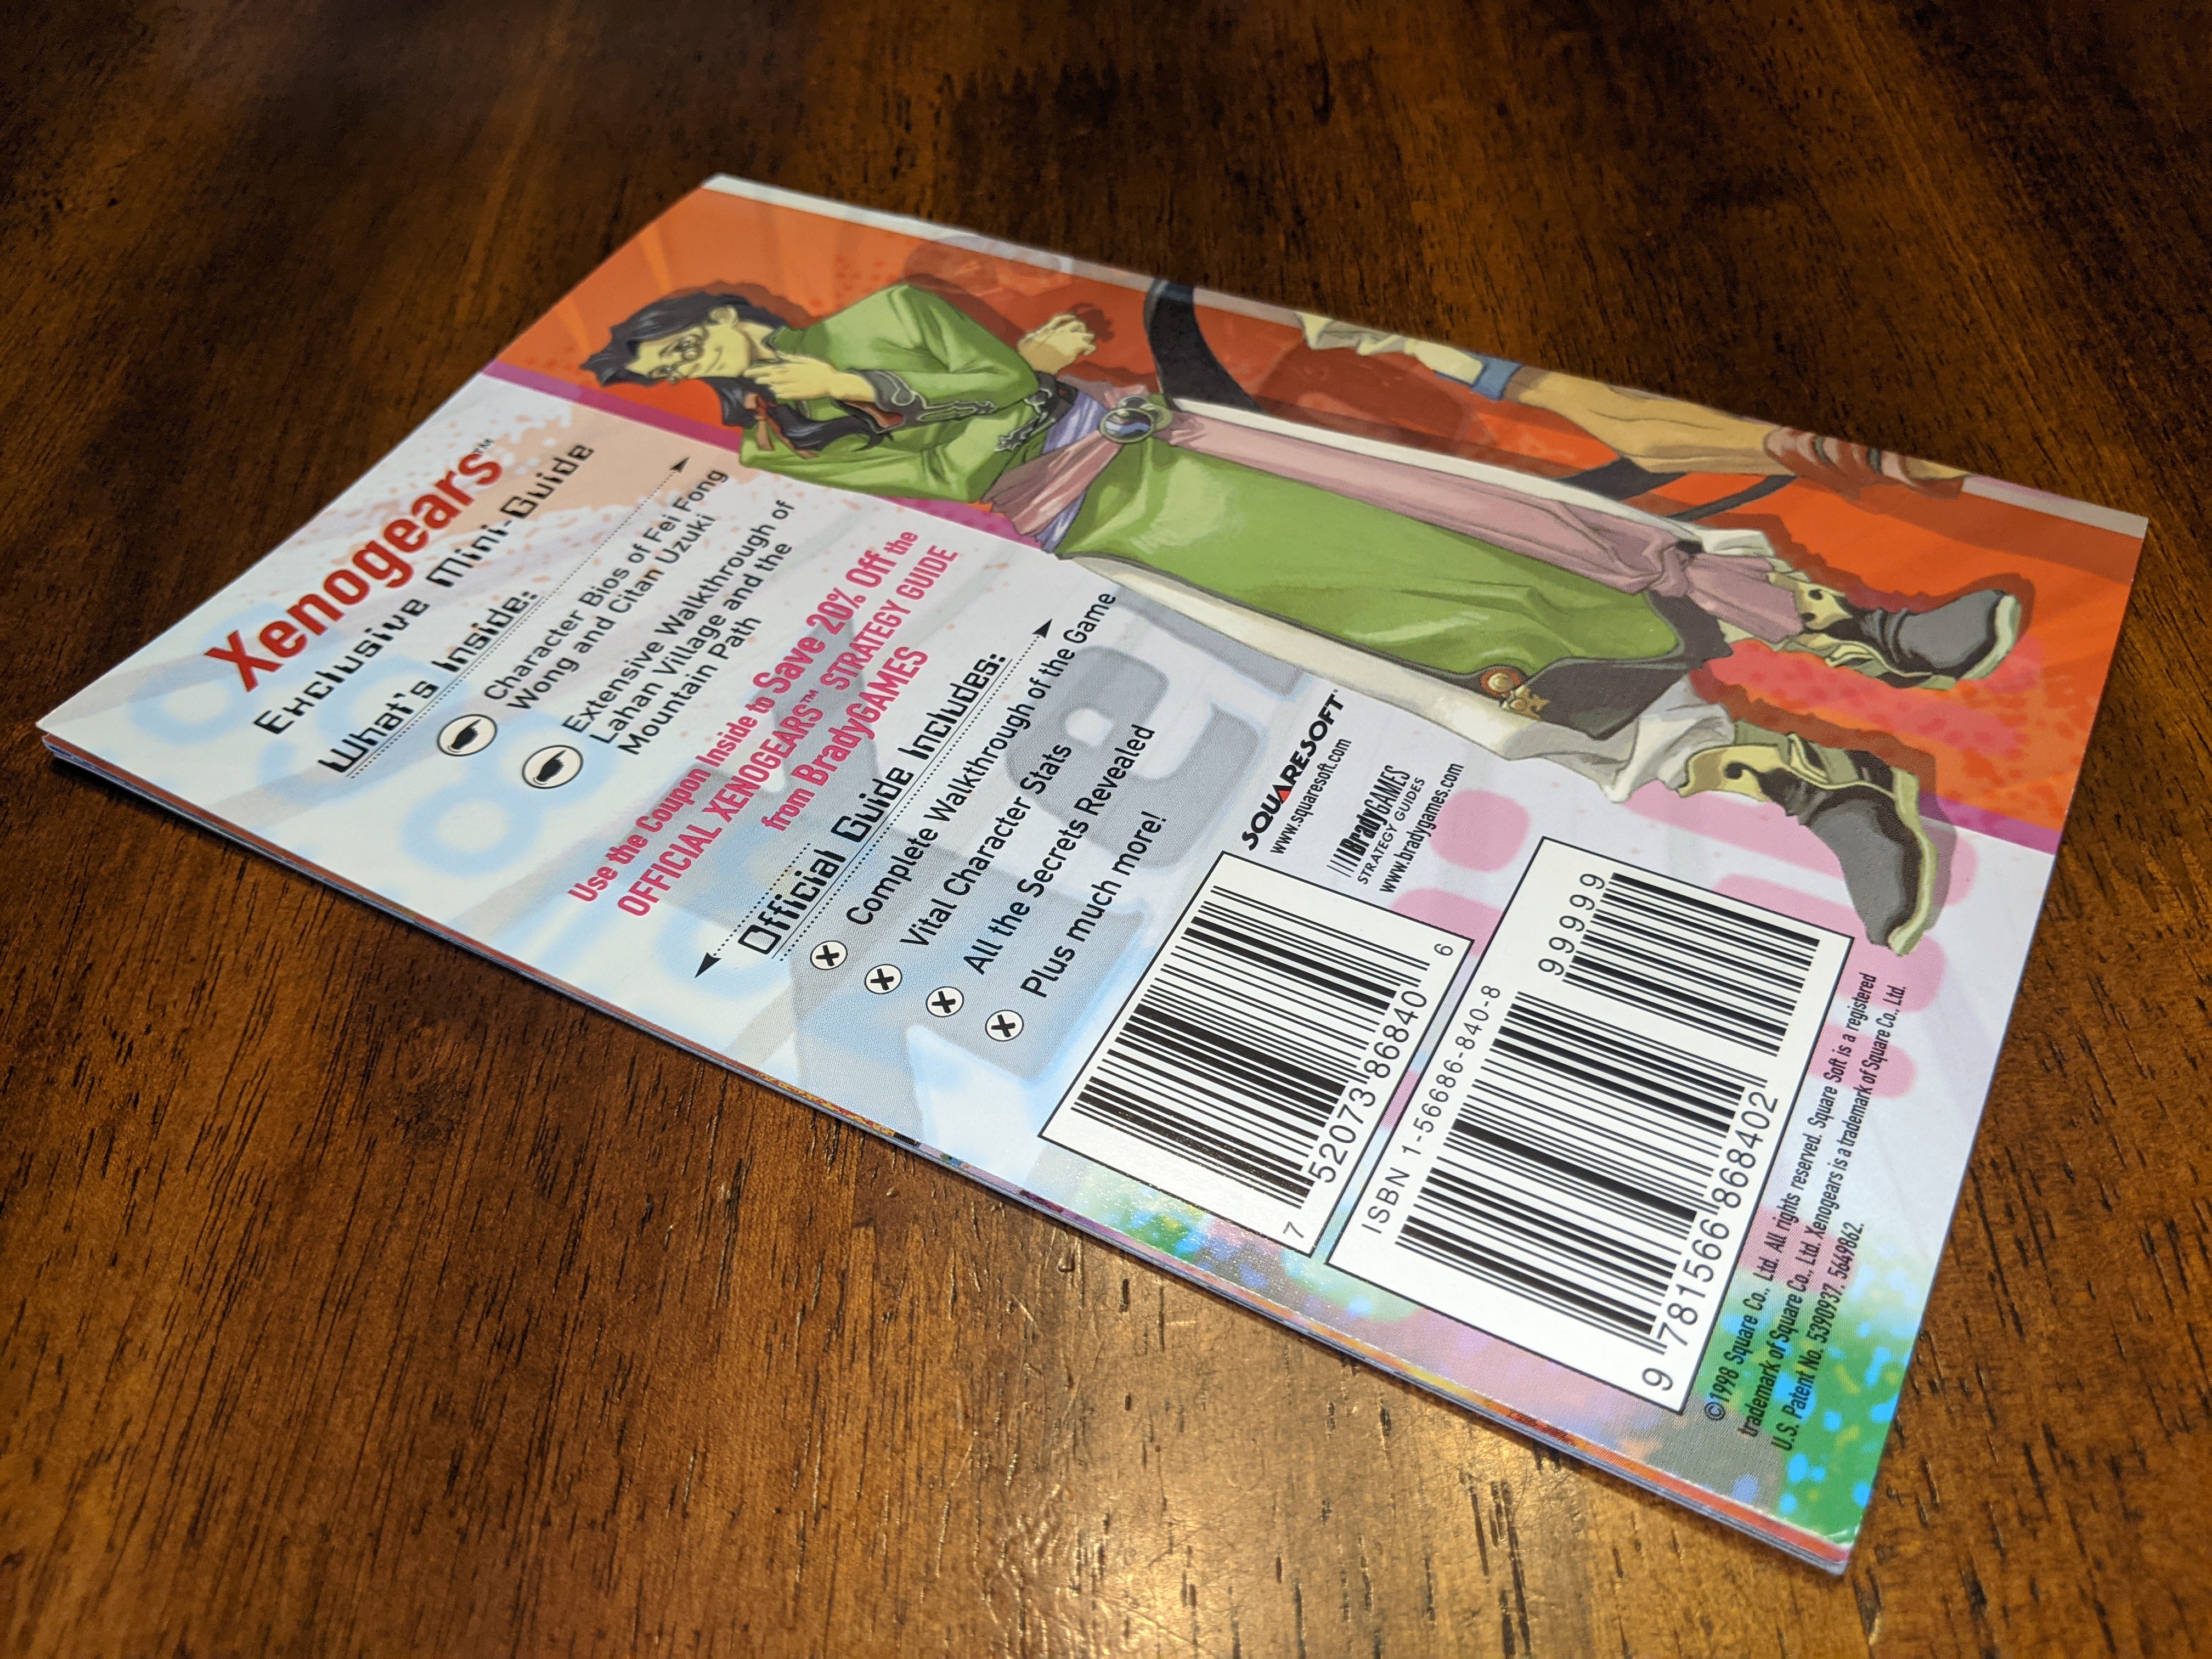 Xenogears™
Exclusive Mini-Guide
What's Inside:
Character Bios of Fei Fong
Wong and Citan Uzuki
Extensive Walkthrough of
Lahan Village and the
Mountain Path
Use the Coupon Inside to Save 20% Off the
OFFICIAL XENOGEARS™ STRATEGY GUIDE
from BradyGAMES
Official Guide Includes:
Complete Walkthrough of the Game
Vital Character Stats
All the Secrets Revealed
Plus much more!
SQUARESOFT®
www.squaresoft.com
BradyGAMES
STRATEGY GUIDES
www.bradygames.com
7 52073 86840 6
ISBN 1-56686-840-8
99999
9 781566 868402
©1998 Square Co., Ltd. All rights reserved. Square Soft is a registered
trademark of Square Co., Ltd. Xenogears is a trademark of Square Co., Ltd.
U.S. Patent No. 5390937. 5649862.